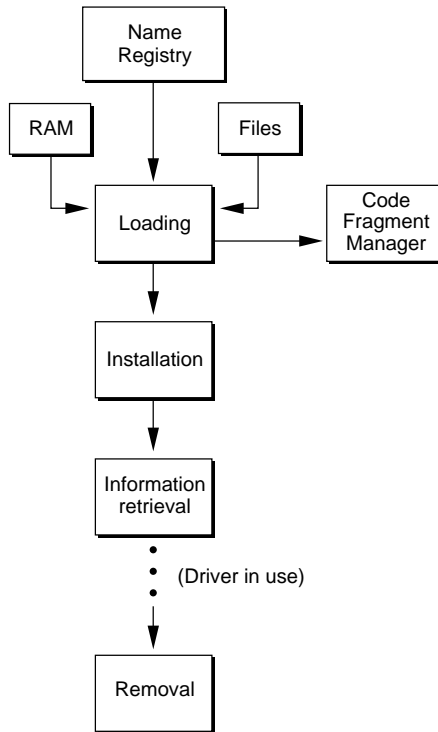 Name
Registry
RAM
Files
Loading
Code
Fragment
Manager
Installation
Information
retrieval
(Driver in use)
Removal